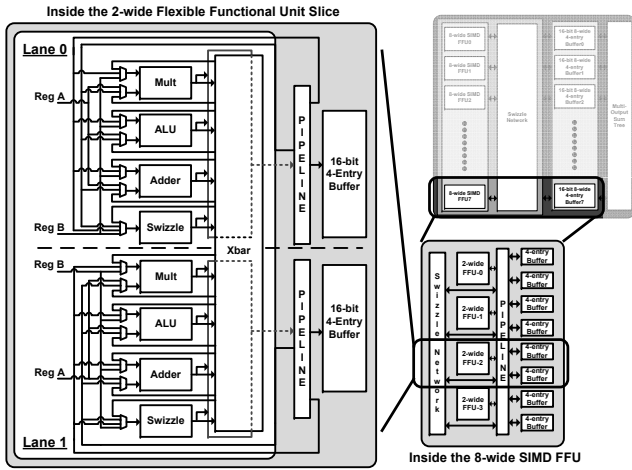 Inside the 2-wide Flexible Functional Unit Slice
Lane 0
Reg A
Mult
ALU
Adder
Reg B
Swizzle
Xbar
PIPELINE
16-bit
4-Entry
Buffer
Reg B
Mult
ALU
Reg A
Adder
Swizzle
Lane 1
PIPELINE
16-bit
4-Entry
Buffer
8-wide SIMD
FFU0
8-wide SIMD
FFU1
8-wide SIMD
FFU2
8-wide SIMD
FFU7
Swizzle
Network
16-bit 8-wide
4-entry
Buffer0
16-bit 8-wide
4-entry
Buffer1
16-bit 8-wide
4-entry
Buffer2
16-bit 8-wide
4-entry
Buffer7
Multi-
Output
Sum
Tree
Swizzle Network
2-wide
FFU-0
2-wide
FFU-1
2-wide
FFU-2
2-wide
FFU-3
PIPELINE
4-entry
Buffer
4-entry
Buffer
4-entry
Buffer
4-entry
Buffer
4-entry
Buffer
4-entry
Buffer
4-entry
Buffer
4-entry
Buffer
Inside the 8-wide SIMD FFU